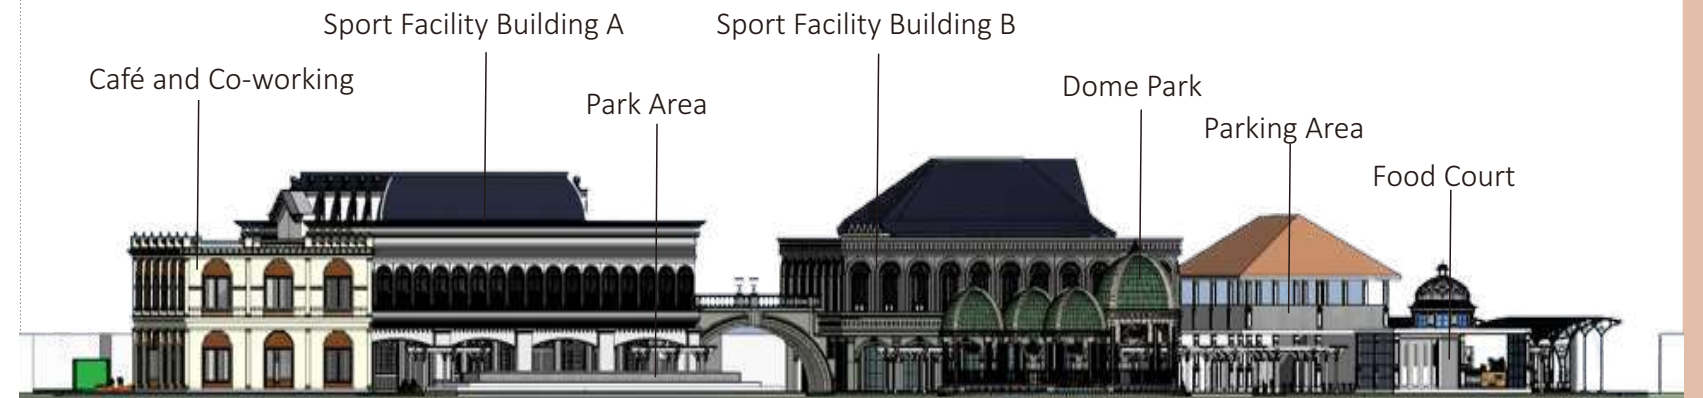 Sport Facility Building A
Sport Facility Building B
Café and Co-working
Park Area
Dome Park
Parking Area
Food Court